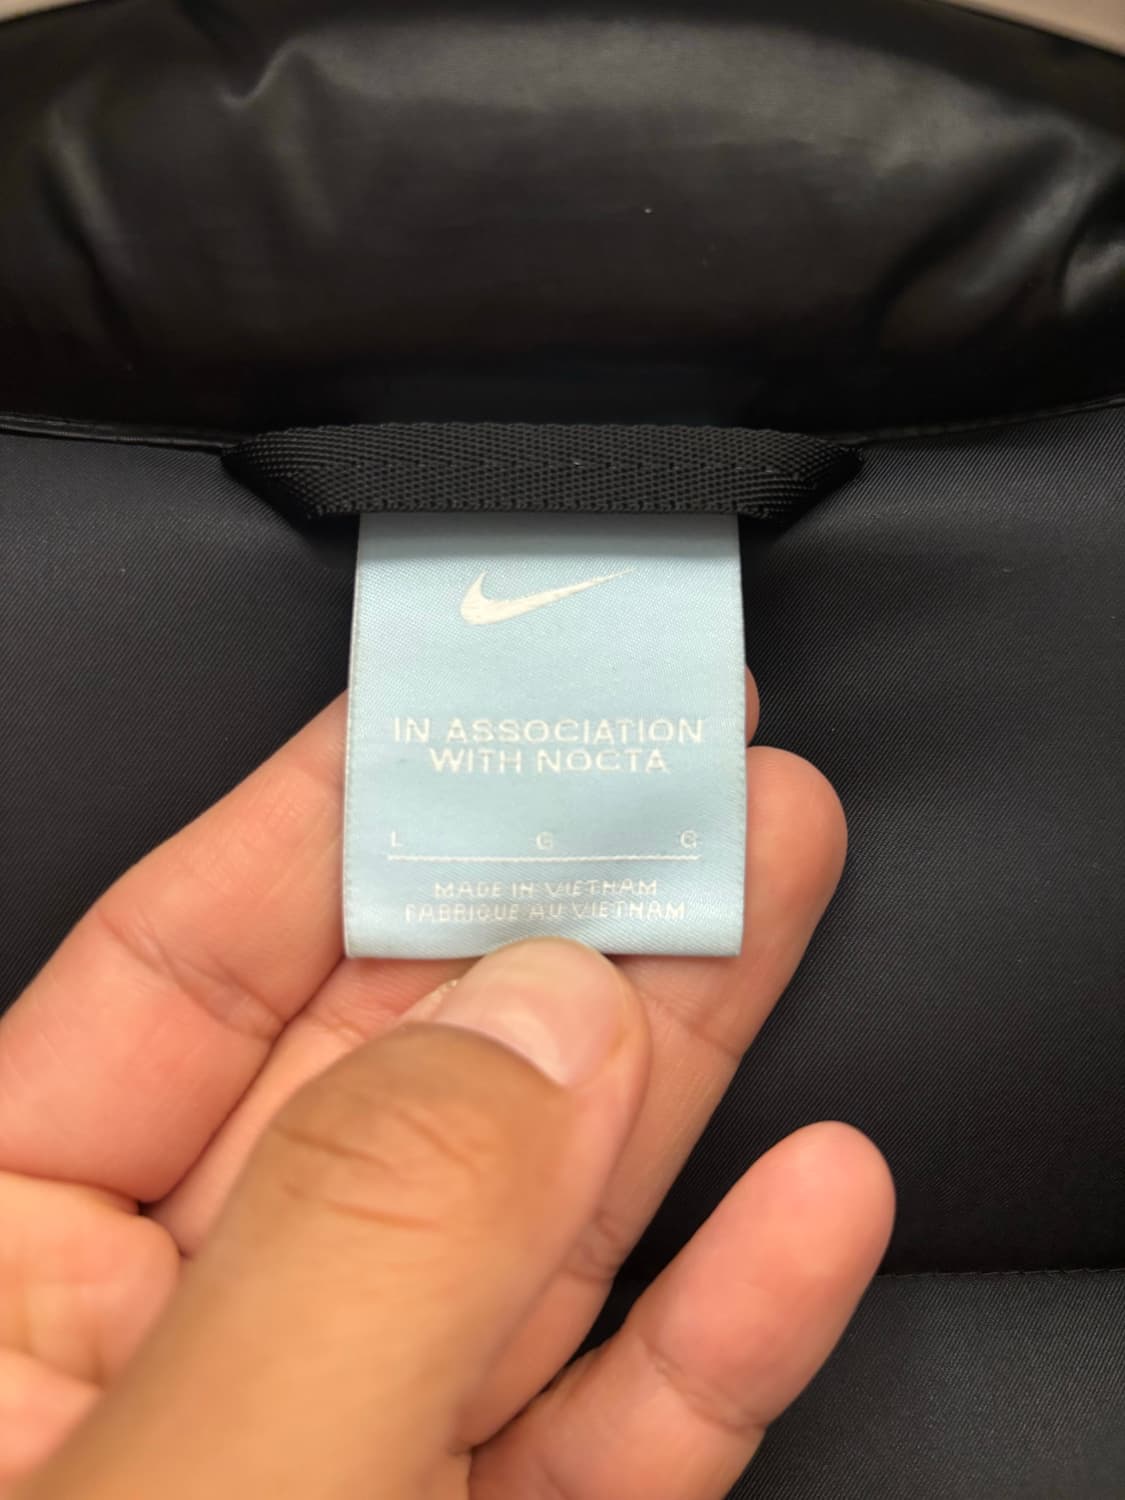 IN ASSOCIATION
WITH NOCTA
L G G
MADE IN VIETNAM
FABRIQUE AU VIETNAM